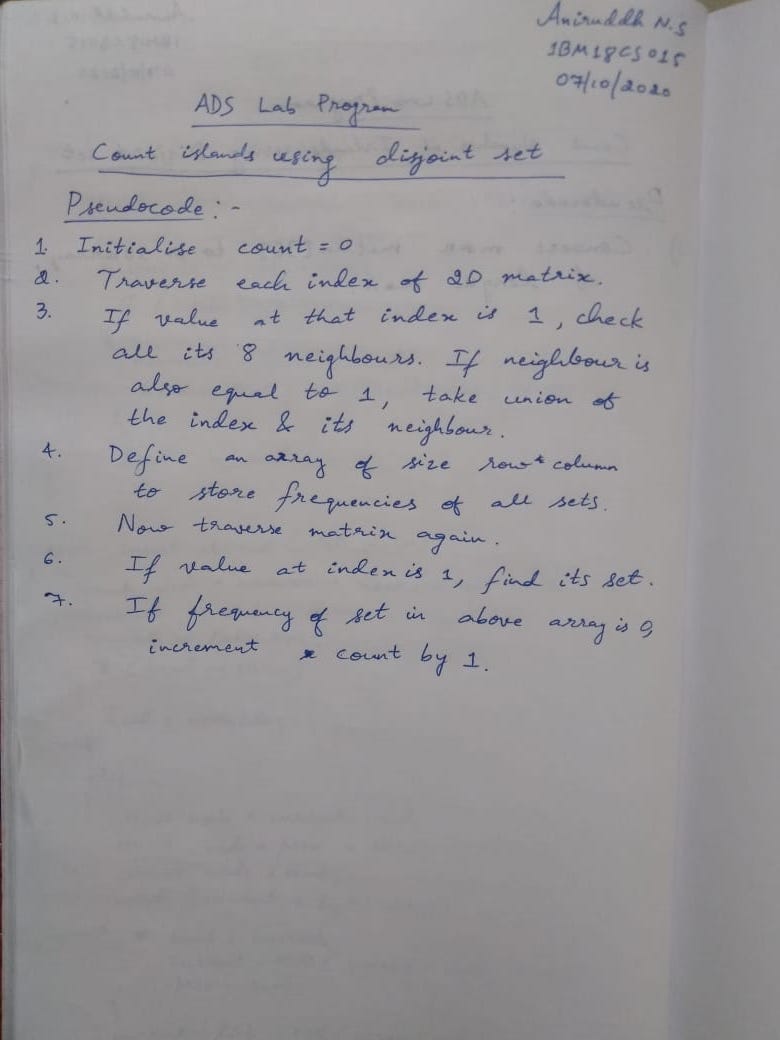 Aniruddh N.S
1BM18CS015
07/10/2020
ADS Lab Program
Count islands using disjoint set
Pseudocode :-
1. Initialise count = 0
2. Traverse each index of 2D matrix.
3. If value at that index is 1, check
all its 8 neighbours. If neighbour is
also equal to 1, take union of
the index & its neighbour.
4. Define an array of size row * column
to store frequencies of all sets.
5. Now traverse matrix again.
6. If value at index is 1, find its set.
7. If frequency of set in above array is 0,
increment count by 1.